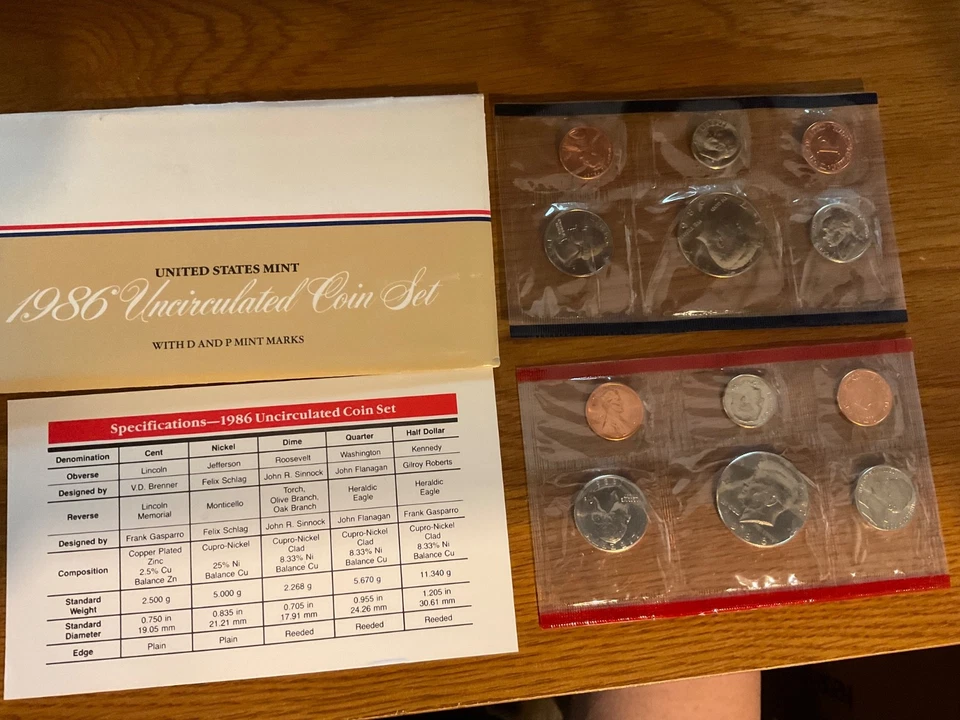 UNITED STATES MINT
1986 Uncirculated Coin Set
WITH D AND P MINT MARKS
Specifications—1986 Uncirculated Coin Set
Denomination Cent Nickel Dime Quarter Half Dollar
Obverse Lincoln Jefferson Roosevelt Washington Kennedy
Designed by V.D. Brenner Felix Schlag John R. Sinnock John Flanagan Gilroy Roberts
Reverse Lincoln Memorial Monticello Torch, Olive Branch, Oak Branch Heraldic Eagle Heraldic Eagle
Designed by Frank Gasparro Felix Schlag John R. Sinnock John Flanagan Frank Gasparro
Composition Copper Plated Zinc 2.5% Cu Balance Zn Cupro-Nickel 25% Ni Balance Cu Cupro-Nickel Clad 8.33% Ni Balance Cu Cupro-Nickel Clad 8.33% Ni Balance Cu Cupro-Nickel Clad 8.33% Ni Balance Cu
Standard Weight 2.500 g 5.000 g 2.268 g 5.670 g 11.340 g
Standard Diameter 0.750 in 19.05 mm 0.835 in 21.21 mm 0.705 in 17.91 mm 0.955 in 24.26 mm 1.205 in 30.61 mm
Edge Plain Plain Reeded Reeded Reeded